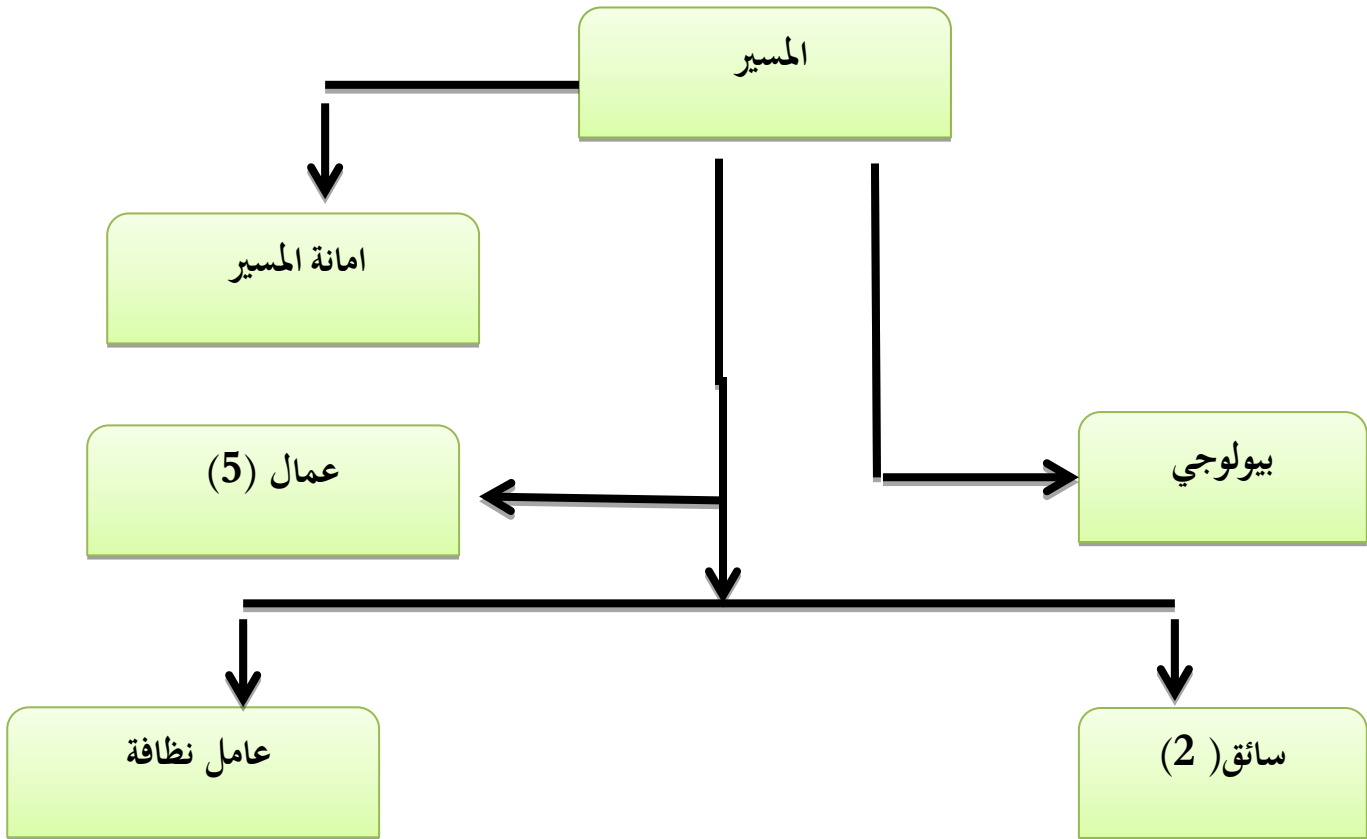 المسير
امانة المسير
بيولوجي
عمال (5)
سائق( 2)
عامل نظافة